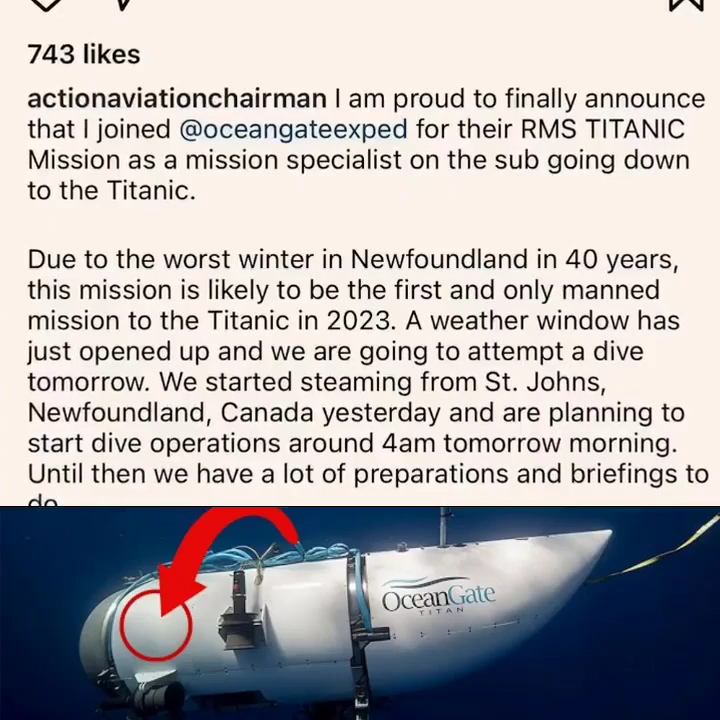 743 likes
actionaviationchairman I am proud to finally announce
that I joined @oceangateexped for their RMS TITANIC
Mission as a mission specialist on the sub going down
to the Titanic.
Due to the worst winter in Newfoundland in 40 years,
this mission is likely to be the first and only manned
mission to the Titanic in 2023. A weather window has
just opened up and we are going to attempt a dive
tomorrow. We started steaming from St. Johns,
Newfoundland, Canada yesterday and are planning to
start dive operations around 4am tomorrow morning.
Until then we have a lot of preparations and briefings to
do
OceanGate
TITAN